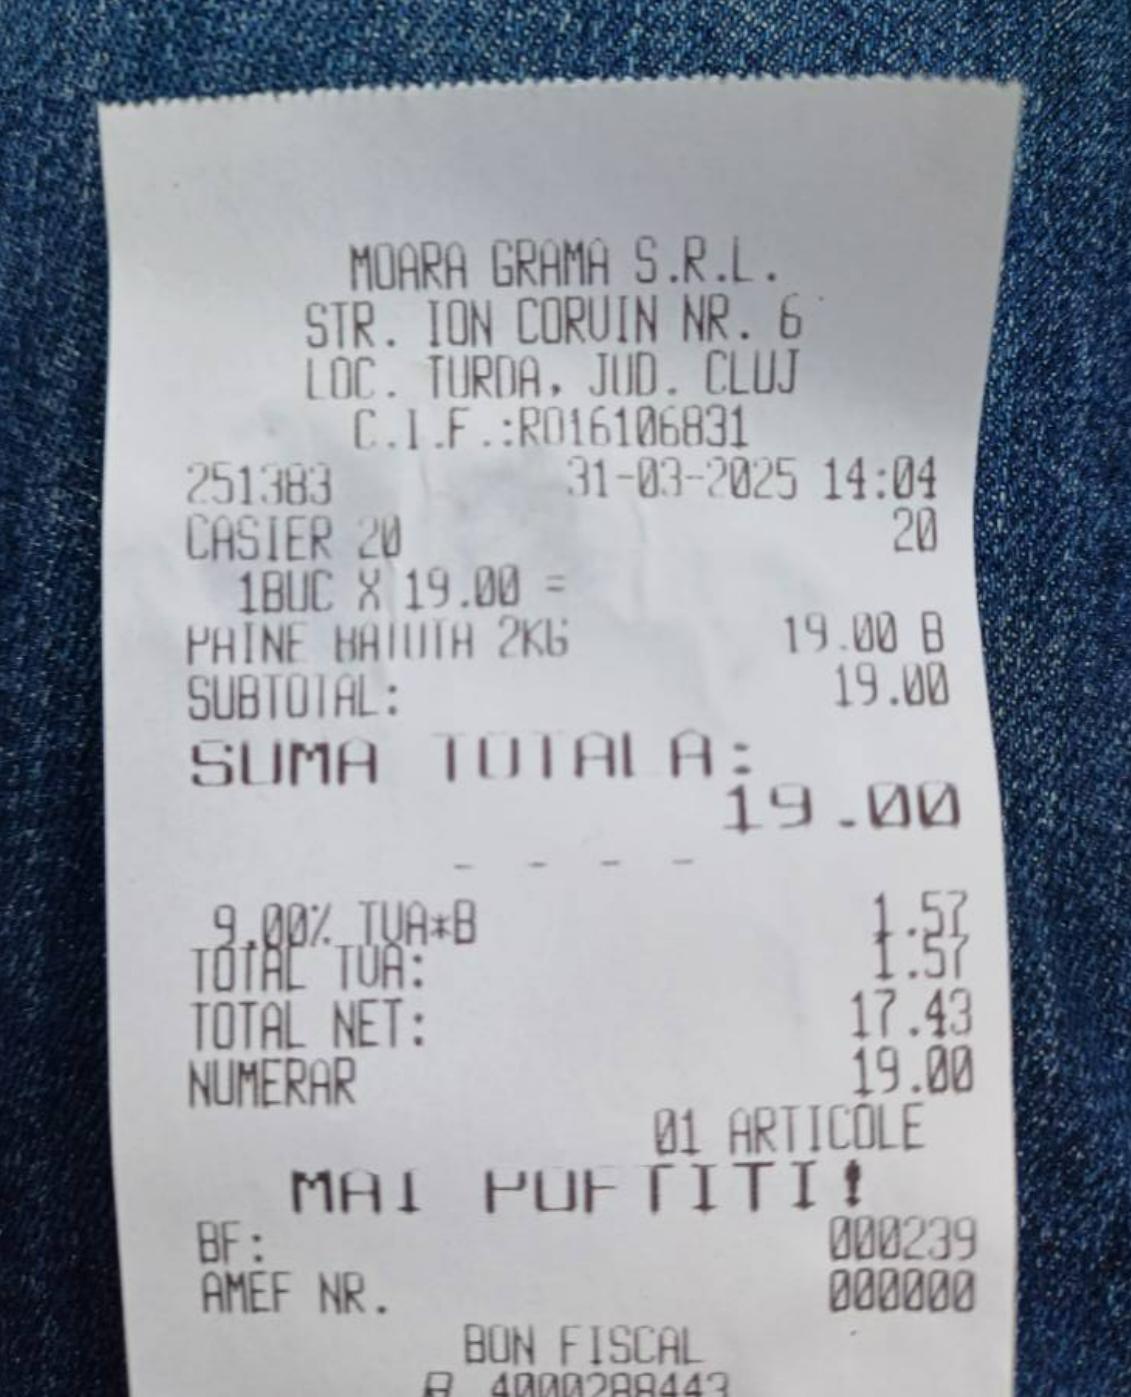 MOARA GRAMA S.R.L.
STR. ION CORVIN NR. 6
LOC. TURDA, JUD. CLUJ
C.I.F.:RO16106831
251383 31-03-2025 14:04
CASIER 20 20
1BUC X 19.00 =
PAINE BATUTA 2KG 19.00 B
SUBTOTAL: 19.00
SUMA TOTALA:
19.00
- - - -
9.00% TVA*B 1.57
TOTAL TVA: 1.57
TOTAL NET: 17.43
NUMERAR 19.00
01 ARTICOLE
MAI POFTITI!
BF: 000239
AMEF NR. 000000
BON FISCAL
4000288443